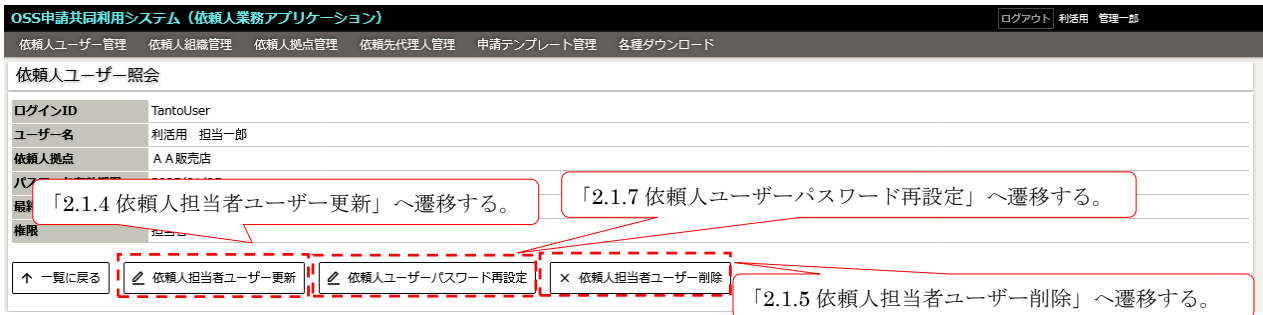 OSS申請共同利用システム（依頼人業務アプリケーション）
ログアウト 利活用 管理一郎
依頼人ユーザー管理 依頼人組織管理 依頼人拠点管理 依頼先代理人管理 申請テンプレート管理 各種ダウンロード
依頼人ユーザー照会
ログインID TantoUser
ユーザー名 利活用 担当一郎
依頼人拠点 ＡＡ販売店
「2.1.4 依頼人担当者ユーザー更新」へ遷移する。
「2.1.7 依頼人ユーザーパスワード再設定」へ遷移する。
権限
↑ 一覧に戻る 依頼人担当者ユーザー更新 依頼人ユーザーパスワード再設定 × 依頼人担当者ユーザー削除
「2.1.5 依頼人担当者ユーザー削除」へ遷移する。